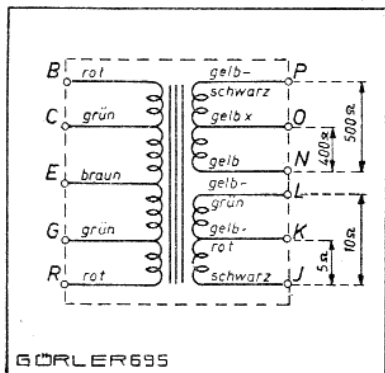 B rot gelb- P
schwarz
C grün gelb x O
500Ω
400Ω
gelb N
E braun gelb- L
grün
G grün gelb- K
rot
10Ω
5Ω
R rot schwarz J
GÖRLER695